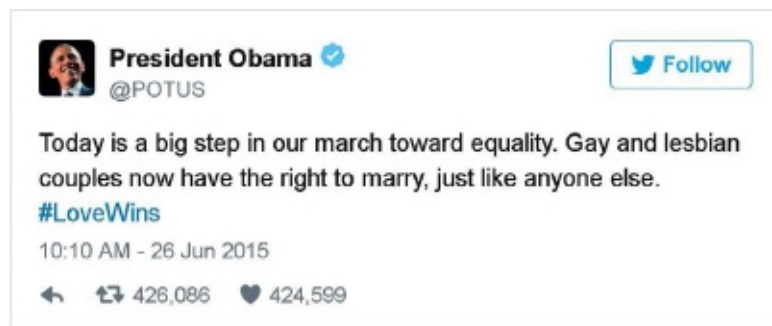 President Obama
@POTUS
Follow
Today is a big step in our march toward equality. Gay and lesbian
couples now have the right to marry, just like anyone else.
#LoveWins
10:10 AM - 26 Jun 2015
426,086 424,599